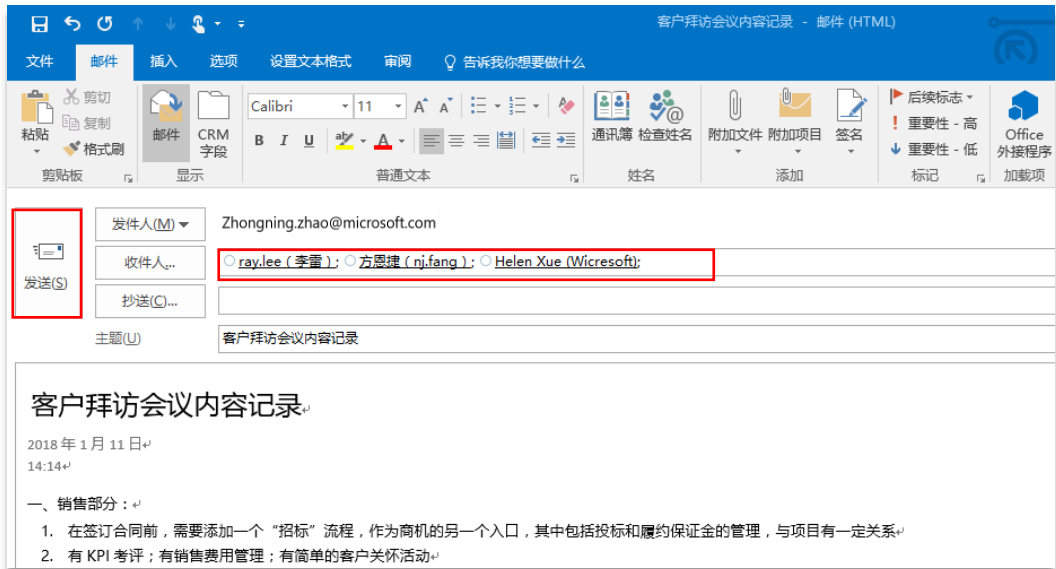 客户拜访会议内容记录 - 邮件 (HTML)
文件 邮件 插入 选项 设置文本格式 审阅 告诉我你想要做什么
粘贴 剪切 复制 格式刷 邮件 CRM 字段 Calibri 11 通讯簿 检查姓名 附加文件 附加项目 签名 后续标志 重要性 - 高 重要性 - 低 Office 外接程序
B I U
剪贴板 显示 普通文本 姓名 添加 标记 加载项
发件人(M) Zhongning.zhao@microsoft.com
收件人... ray.lee（李雷）; 方恩捷（nj.fang）; Helen Xue (Wicresoft);
发送(S)
抄送(C)...
主题(U) 客户拜访会议内容记录
客户拜访会议内容记录
2018 年 1 月 11 日
14:14
一、销售部分：
1. 在签订合同前，需要添加一个“招标”流程，作为商机的另一个入口，其中包括投标和履约保证金的管理，与项目有一定关系
2. 有 KPI 考评；有销售费用管理；有简单的客户关怀活动